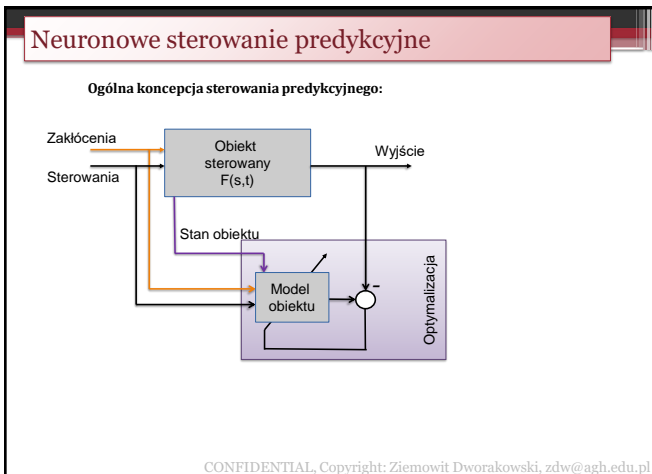 Neuronowe sterowanie predykcyjne
Ogólna koncepcja sterowania predykcyjnego:
Zakłócenia
Sterowania
Obiekt
sterowany
F(s,t)
Wyjście
Stan obiektu
Model
obiektu
-
Optymalizacja
CONFIDENTIAL, Copyright: Ziemowit Dworakowski, zdw@agh.edu.pl